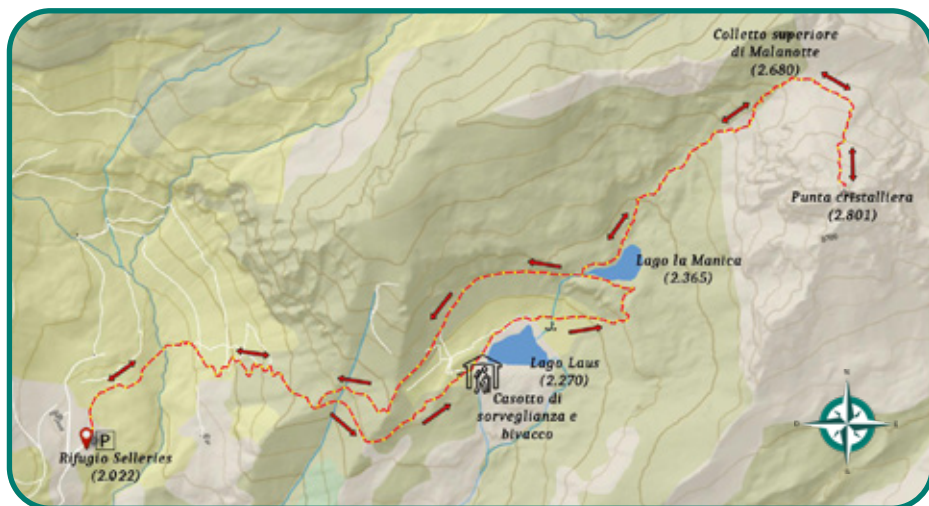 Colletto superiore
di Malanotte
(2.680)
Punta cristalliera
(2.801)
Lago la Manica
(2.365)
Lago Laus
(2.270)
Casotto di
sorveglianza e
bivacco
P
Rifugio Selleries
(2.022)
N
O
E
S